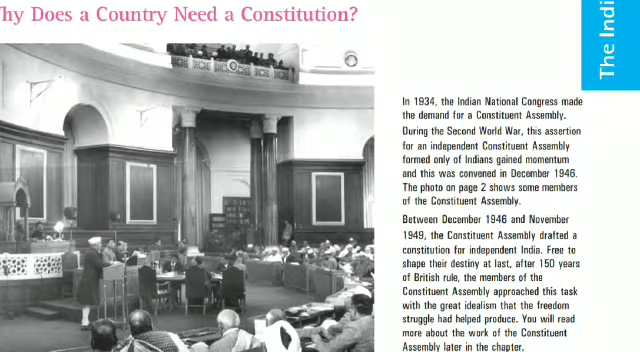 hy Does a Country Need a Constitution?
The Indi
In 1934, the Indian National Congress made
the demand for a Constituent Assembly.
During the Second World War, this assertion
for an independent Constituent Assembly
formed only of Indians gained momentum
and this was convened in December 1946.
The photo on page 2 shows some members
of the Constituent Assembly.
Between December 1946 and November
1949, the Constituent Assembly drafted a
constitution for independent India. Free to
shape their destiny at last, after 150 years
of British rule, the members of the
Constituent Assembly approached this task
with the great idealism that the freedom
struggle had helped produce. You will read
more about the work of the Constituent
Assembly later in the chapter.